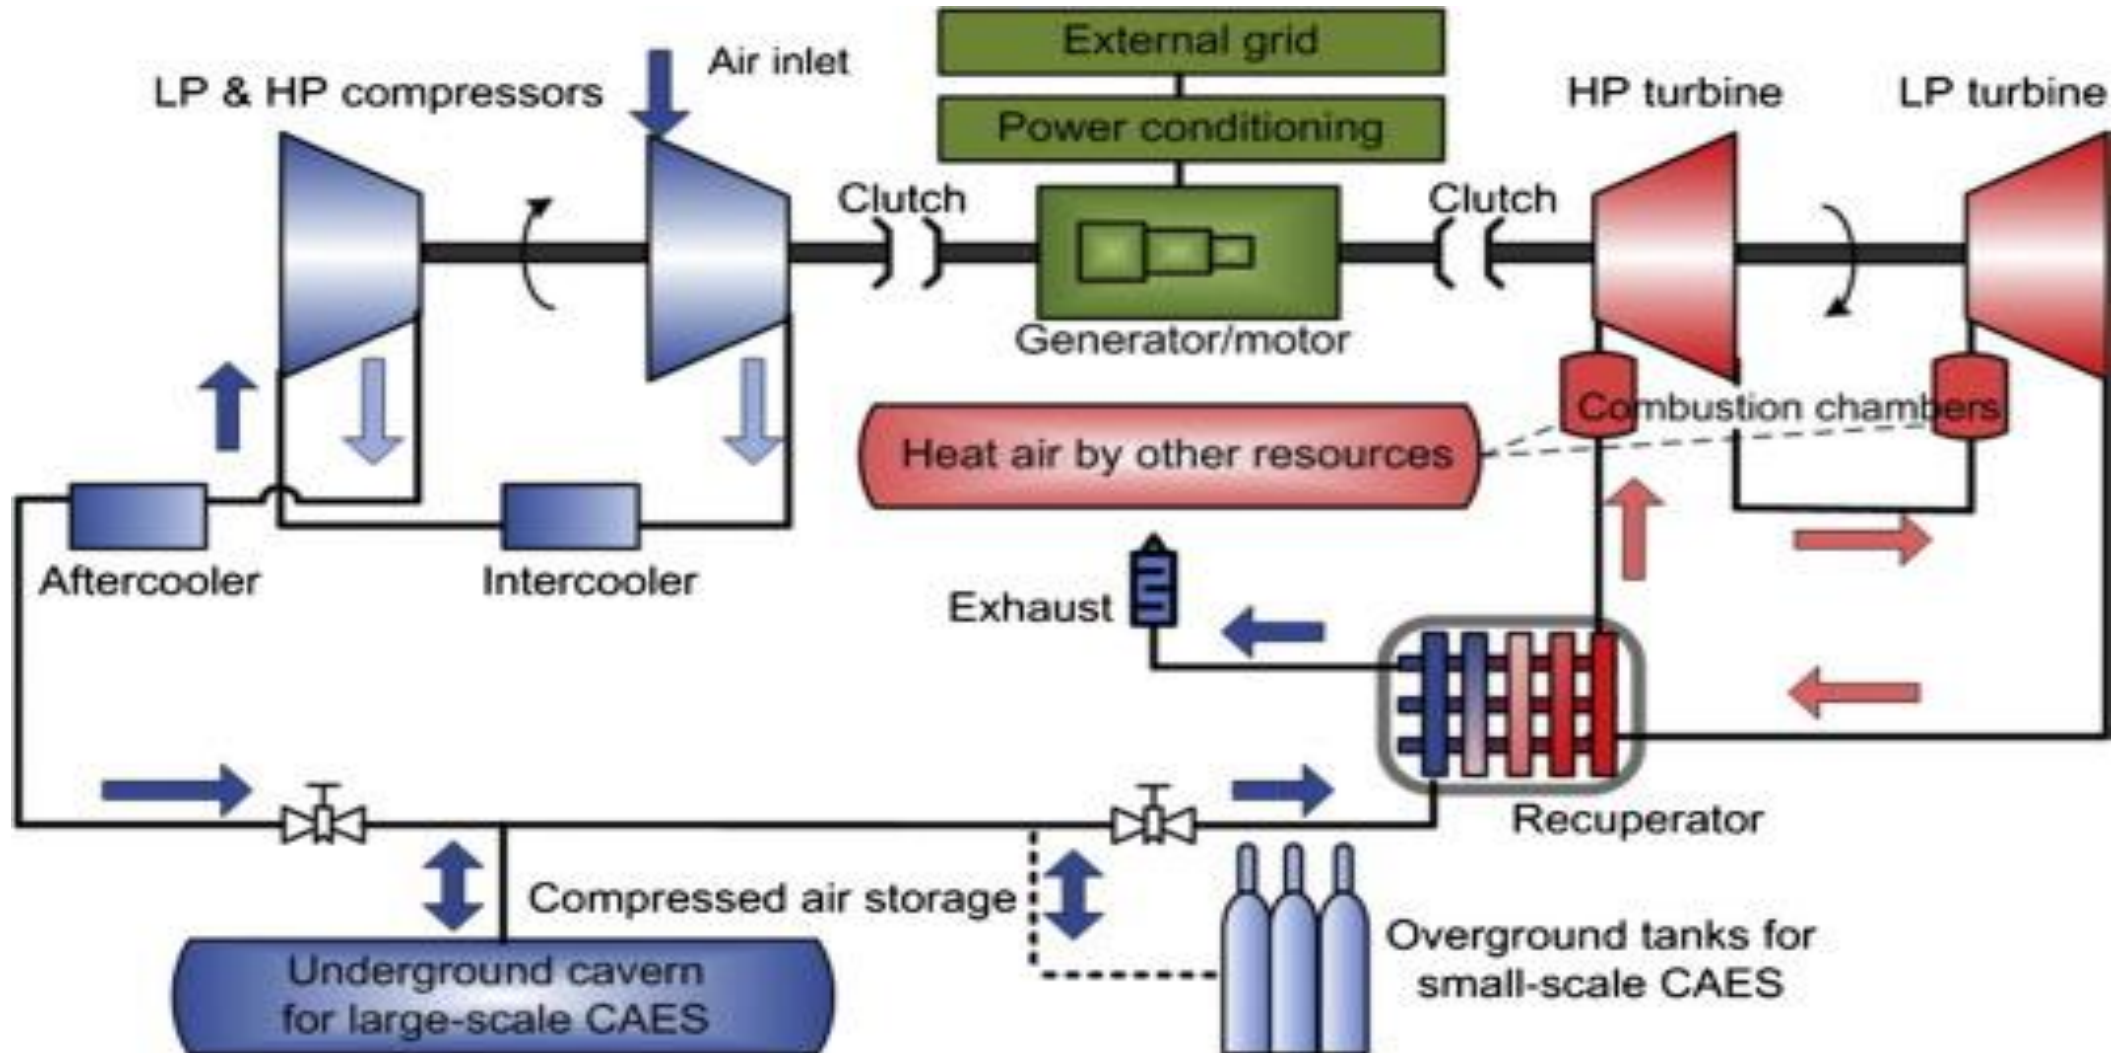 External grid
Air inlet
LP & HP compressors
HP turbine
LP turbine
Power conditioning
Clutch
Clutch
Generator/motor
Combustion chambers
Heat air by other resources
Aftercooler
Intercooler
Exhaust
Recuperator
Compressed air storage
Overground tanks for
small-scale CAES
Underground cavern
for large-scale CAES